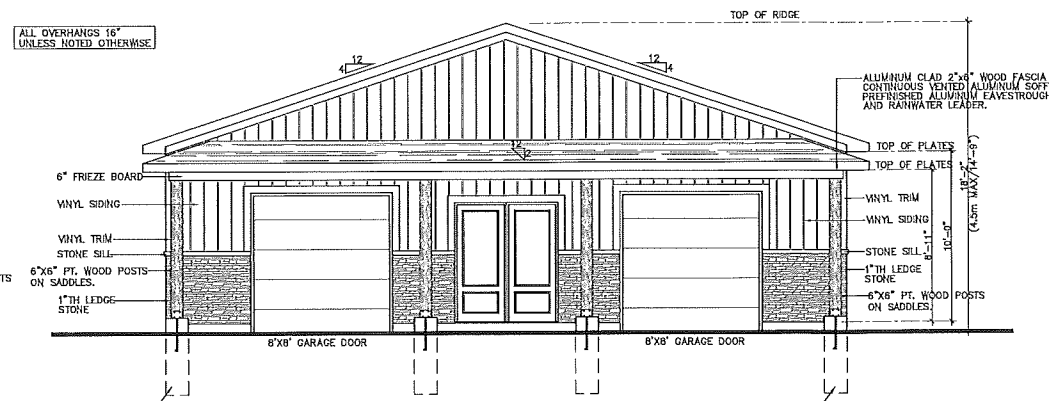 TOP OF RIDGE
ALL OVERHANGS 16"
UNLESS NOTED OTHERWISE
12
4
12
4
ALUMINUM CLAD 2"x6" WOOD FASCIA
CONTINUOUS VENTED ALUMINUM SOFF
PREFINISHED ALUMINUM EAVESTROUGH
AND RAINWATER LEADER.
12
2
TOP OF PLATES
TOP OF PLATES
18'-2"
(4.5m MAX/14'-9")
6" FRIEZE BOARD
VINYL SIDING
VINYL TRIM
STONE SILL
6"X6" PT. WOOD POSTS
ON SADDLES.
1"TH LEDGE
STONE
TS
VINYL TRIM
VINYL SIDING
8'-11"
10'-0"
STONE SILL
1"TH LEDGE
STONE
6"X6" PT. WOOD POSTS
ON SADDLES.
8'X8' GARAGE DOOR
8'X8' GARAGE DOOR